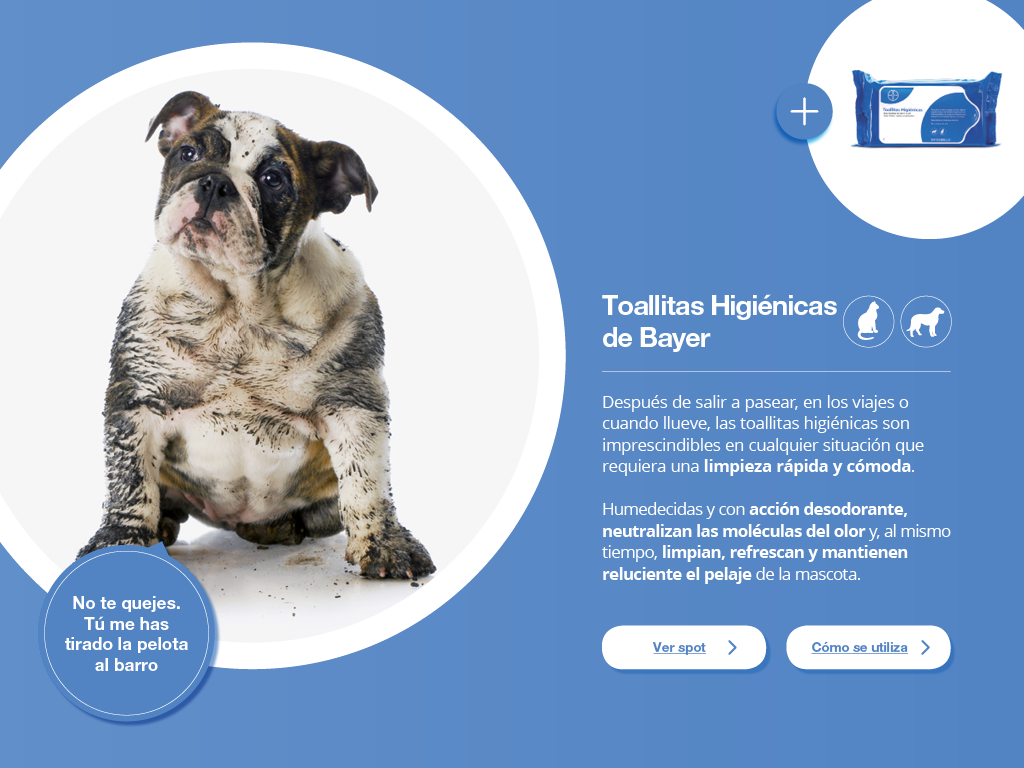 Toallitas Higiénicas
Toallitas Higiénicas
de Bayer
Después de salir a pasear, en los viajes o
cuando llueve, las toallitas higiénicas son
imprescindibles en cualquier situación que
requiera una limpieza rápida y cómoda.
Humedecidas y con acción desodorante,
neutralizan las moléculas del olor y, al mismo
tiempo, limpian, refrescan y mantienen
reluciente el pelaje de la mascota.
No te quejes.
Tú me has
tirado la pelota
al barro
Ver spot
Cómo se utiliza